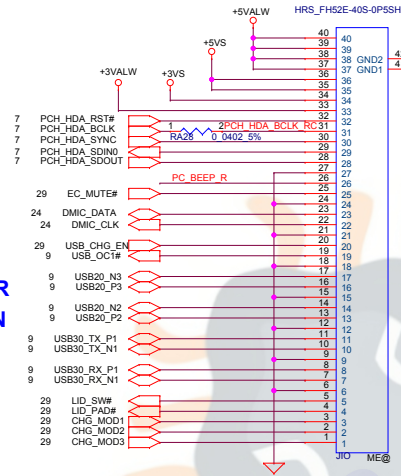 +5VALW
HRS_FH52E-40S-0P5SH
+5VS
+3VALW
+3VS
40 40
39 39
38 38 GND2
37 37 GND1
36 36
35 35
34 34
33 33
32 32
7 PCH_HDA_RST# 31
7 PCH_HDA_BCLK 1 2 PCH_HDA_BCLK_RC 31
RA28 0_0402_5%
7 PCH_HDA_SYNC 30 30
7 PCH_HDA_SDIN0 29 29
7 PCH_HDA_SDOUT 28 28
27 27
PC_BEEP_R 26 26
29 EC_MUTE# 25 25
24 24
24 DMIC_DATA 23 23
24 DMIC_CLK 22 22
21 21
29 USB_CHG_EN 20 20
9 USB_OC1# 19 19
18 18
9 USB20_N3 17 17
9 USB20_P3 16 16
R
15 15
9 USB20_N2 14 14
9 USB20_P2 13 13
N
12 12
9 USB30_TX_P1 11 11
9 USB30_TX_N1 10 10
9 9
9 USB30_RX_P1 8 8
9 USB30_RX_N1 7 7
6 6
29 LID_SW# 5 5
29 LID_PAD# 4 4
29 CHG_MOD1 3 3
29 CHG_MOD2 2 2
29 CHG_MOD3 1 1
JIO ME@